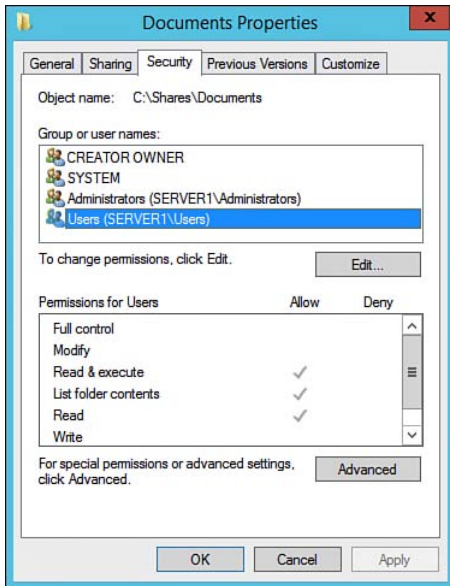 Documents Properties
x
General Sharing Security Previous Versions Customize
Object name: C:\Shares\Documents
Group or user names:
CREATOR OWNER
SYSTEM
Administrators (SERVER1\Administrators)
Users (SERVER1\Users)
To change permissions, click Edit. Edit...
Permissions for Users Allow Deny
Full control
Modify
Read & execute
List folder contents
Read
Write
For special permissions or advanced settings, Advanced
click Advanced.
OK Cancel Apply